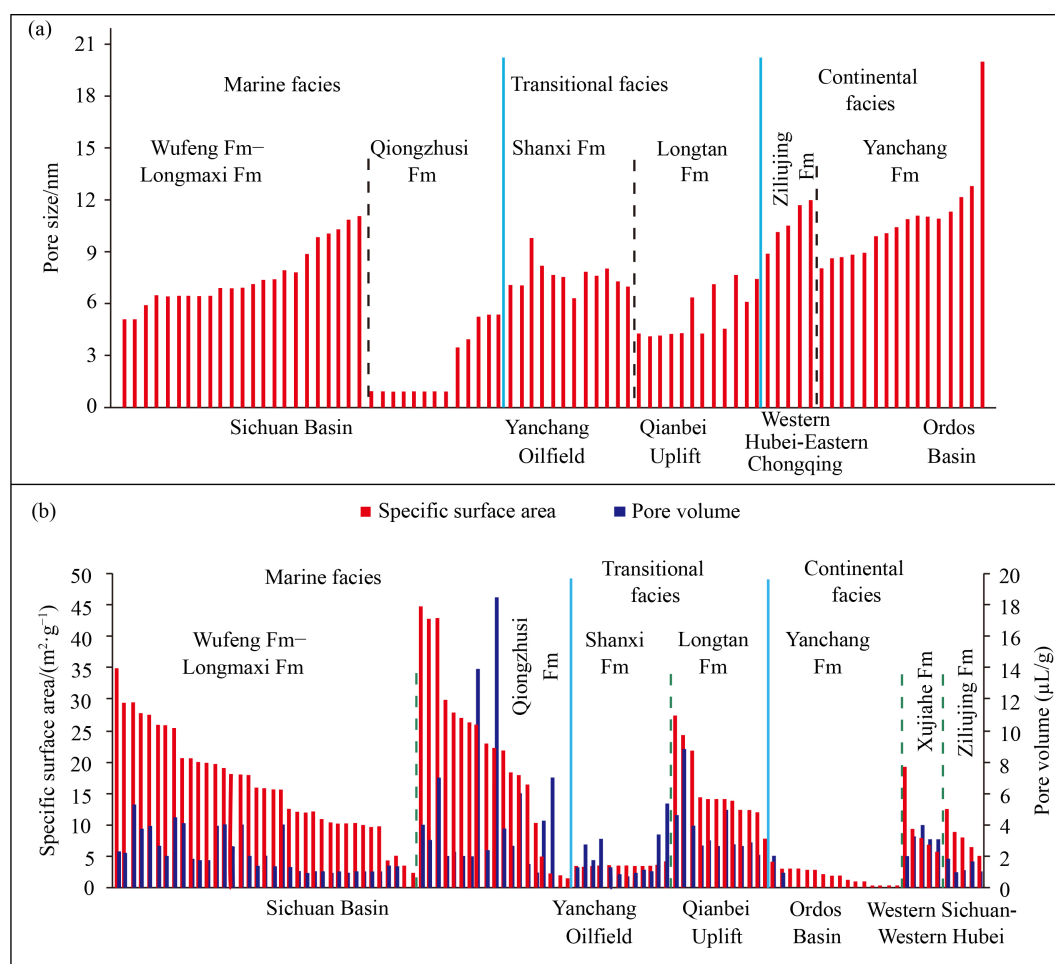 (a)
21
18
15
12
9
6
3
0
Pore size/nm
Marine facies
Transitional facies
Continental
facies
Wufeng Fm−
Longmaxi Fm
Qiongzhusi
Fm
Shanxi Fm
Longtan
Fm
Ziliujing
Fm
Yanchang
Fm
Sichuan Basin
Yanchang
Oilfield
Qianbei
Uplift
Western
Hubei-Eastern
Chongqing
Ordos
Basin
(b)
Specific surface area
Pore volume
50
45
40
35
30
25
20
15
10
5
0
Specific surface area/(m²·g⁻¹)
Marine facies
Transitional
facies
Continental
facies
Wufeng Fm−
Longmaxi Fm
Qiongzhusi
Fm
Shanxi
Fm
Longtan
Fm
Yanchang
Fm
Xujiahe Fm
Ziliujing Fm
20
18
16
14
12
10
8
6
4
2
0
Pore volume (μL/g)
Sichuan Basin
Yanchang
Oilfield
Qianbei
Uplift
Ordos
Basin
Western Sichuan-
Western Hubei